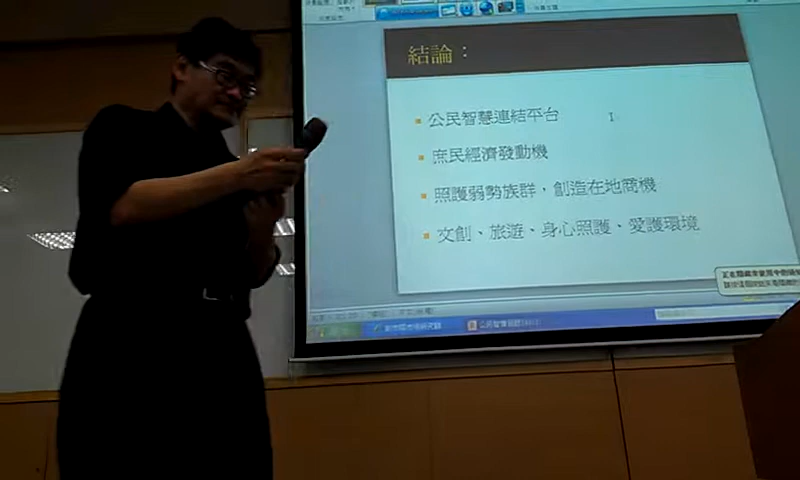 結論：
公民智慧連結平台
庶民經濟發動機
照護弱勢族群，創造在地商機
文創、旅遊、身心照護、愛護環境